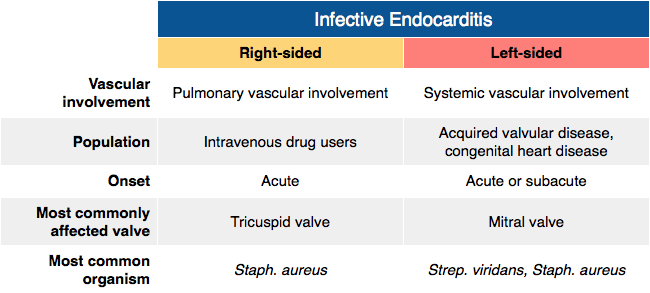 Infective Endocarditis
Right-sided
Left-sided
Vascular
involvement
Pulmonary vascular involvement
Systemic vascular involvement
Population
Intravenous drug users
Acquired valvular disease,
congenital heart disease
Onset
Acute
Acute or subacute
Most commonly
affected valve
Tricuspid valve
Mitral valve
Most common
organism
Staph. aureus
Strep. viridans, Staph. aureus